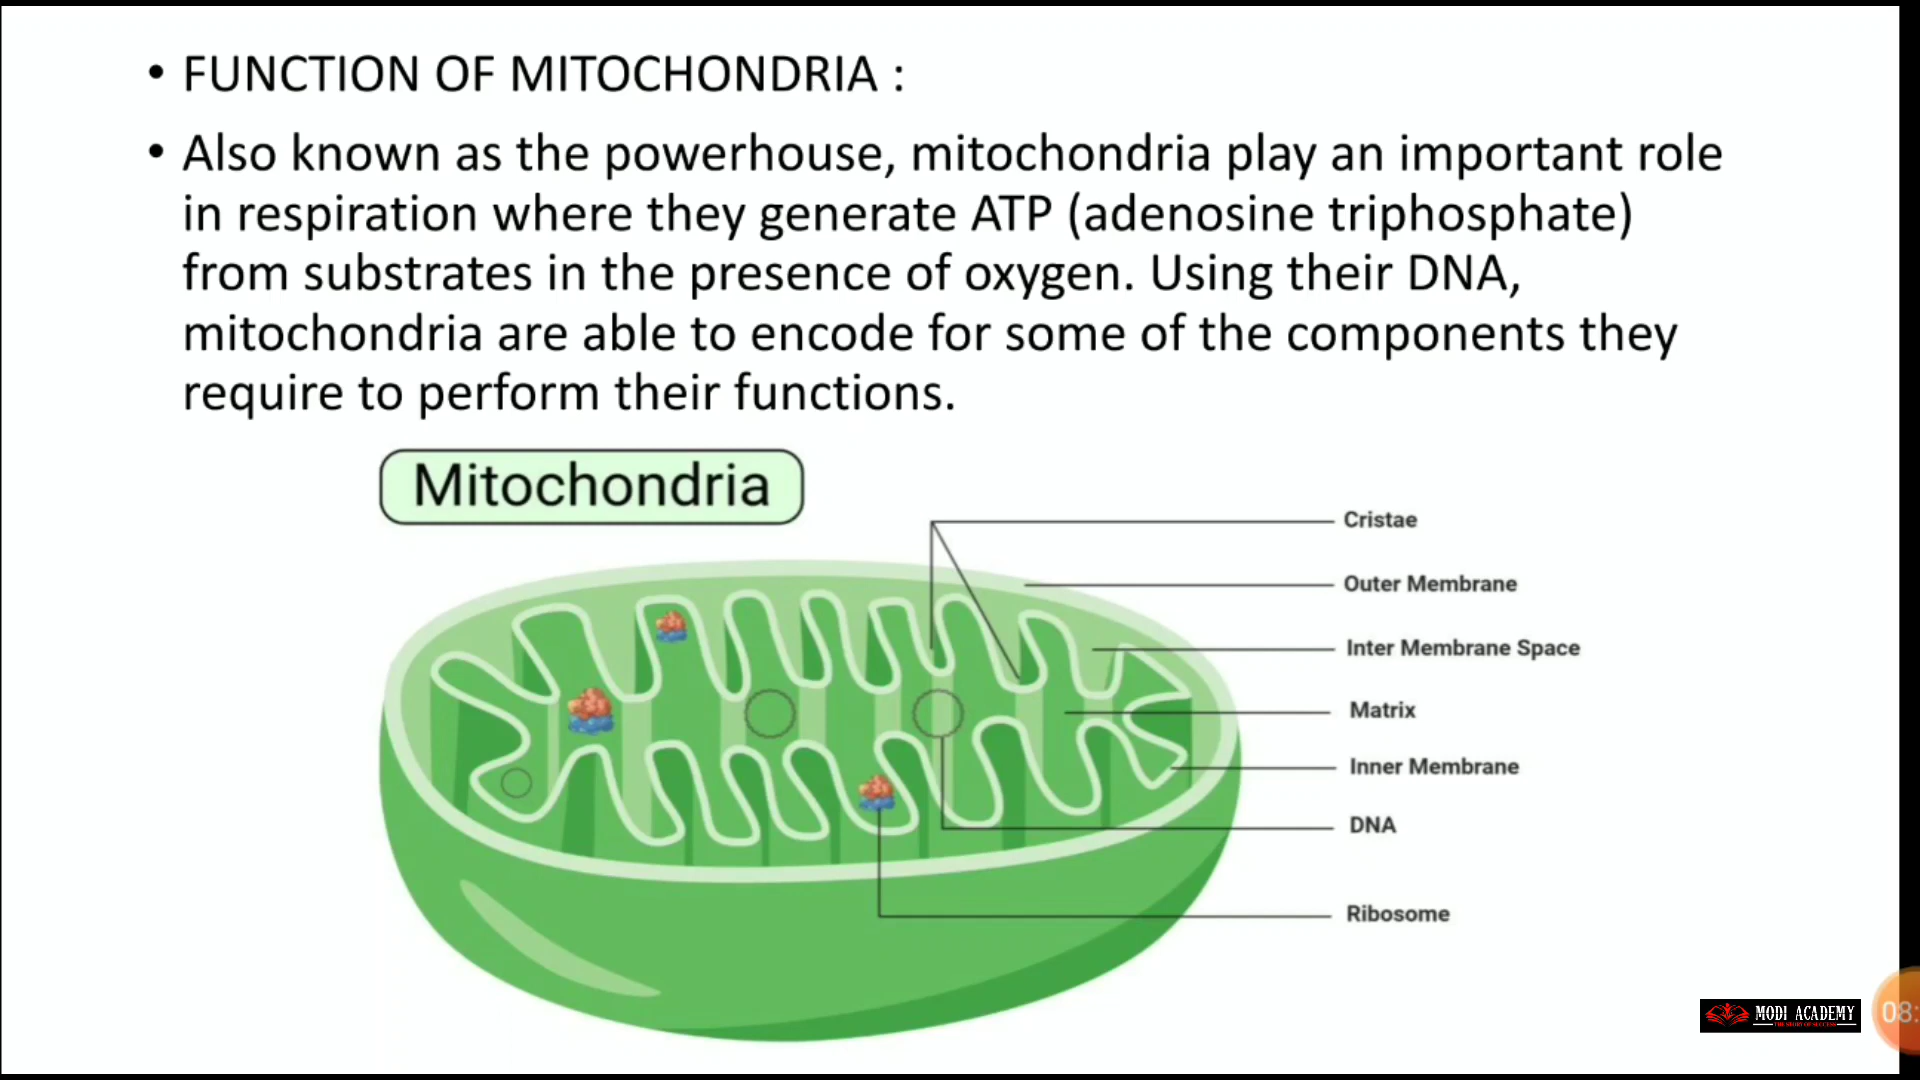 • FUNCTION OF MITOCHONDRIA :
• Also known as the powerhouse, mitochondria play an important role
in respiration where they generate ATP (adenosine triphosphate)
from substrates in the presence of oxygen. Using their DNA,
mitochondria are able to encode for some of the components they
require to perform their functions.
Mitochondria
Cristae
Outer Membrane
Inter Membrane Space
Matrix
Inner Membrane
DNA
Ribosome
MODI ACADEMY
08: